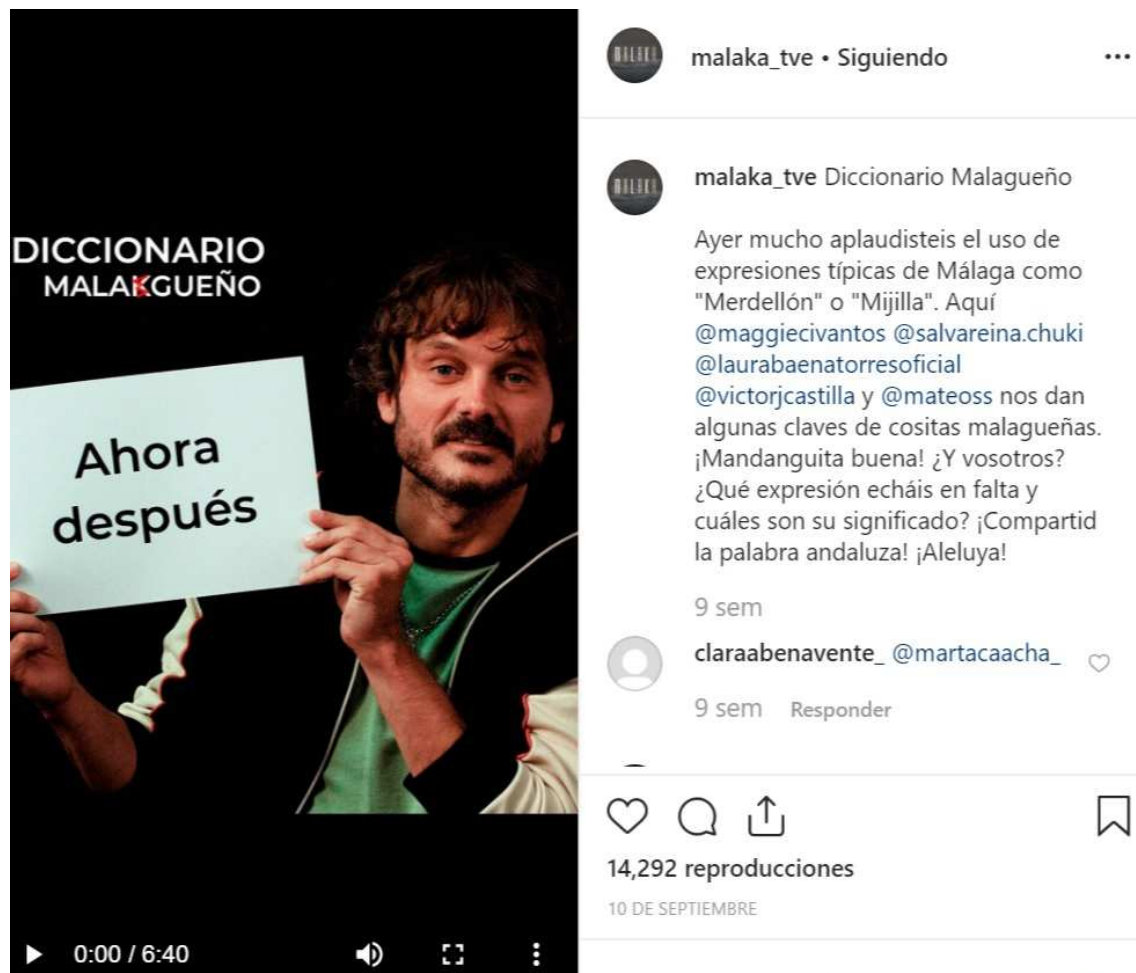 DICCIONARIO
MALAKGUEÑO
Ahora
después
0:00 / 6:40
malaka_tve • Siguiendo
malaka_tve Diccionario Malagueño
Ayer mucho aplaudisteis el uso de
expresiones típicas de Málaga como
"Merdellón" o "Mijilla". Aquí
@maggiecivantos @salvareina.chuki
@laurabaenatorresoficial
@victorjcastilla y @mateoss nos dan
algunas claves de cositas malagueñas.
¡Mandanguita buena! ¿Y vosotros?
¿Qué expresión echáis en falta y
cuáles son su significado? ¡Compartid
la palabra andaluza! ¡Aleluya!
9 sem
claraabenavente_ @martacaacha_
9 sem Responder
14,292 reproducciones
10 DE SEPTIEMBRE